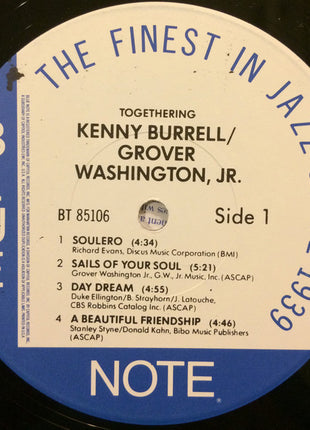 THE FINEST IN JAZZ
1939
TOGETHERING
KENNY BURRELL/
GROVER
WASHINGTON, JR.
BT 85106
Side 1
1 SOULERO (4:34)
Richard Evans, Discus Music Corporation (BMI)
2 SAILS OF YOUR SOUL (5:21)
Grover Washington Jr., G.W., Jr. Music Inc. (ASCAP)
3 DAY DREAM (4:55)
Duke Ellington/ B. Strayhorn/J. Latouche,
CBS Robbins Catalog Inc. (ASCAP)
4 A BEAUTIFUL FRIENDSHIP (4:46)
Stanley Styne/Donald Kahn, Bibo Music Publishers
(ASCAP)
NOTE